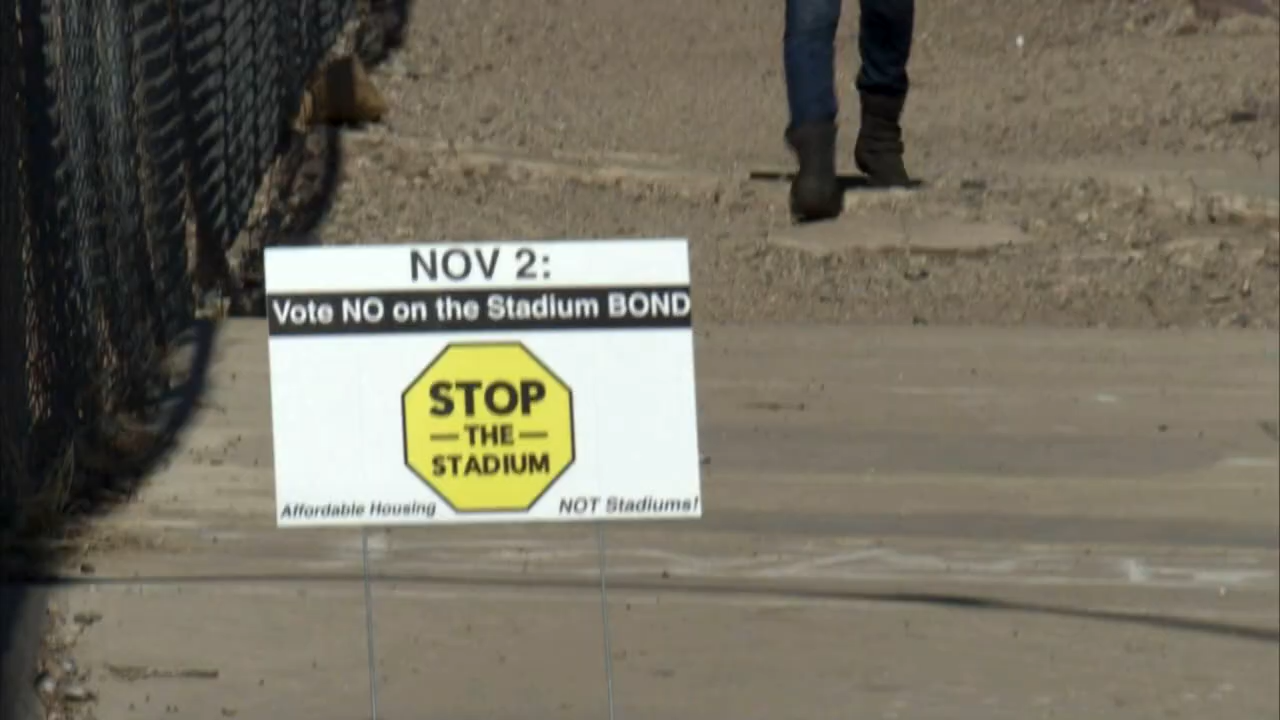 NOV 2:
Vote NO on the Stadium BOND
STOP
THE
STADIUM
Affordable Housing NOT Stadiums!